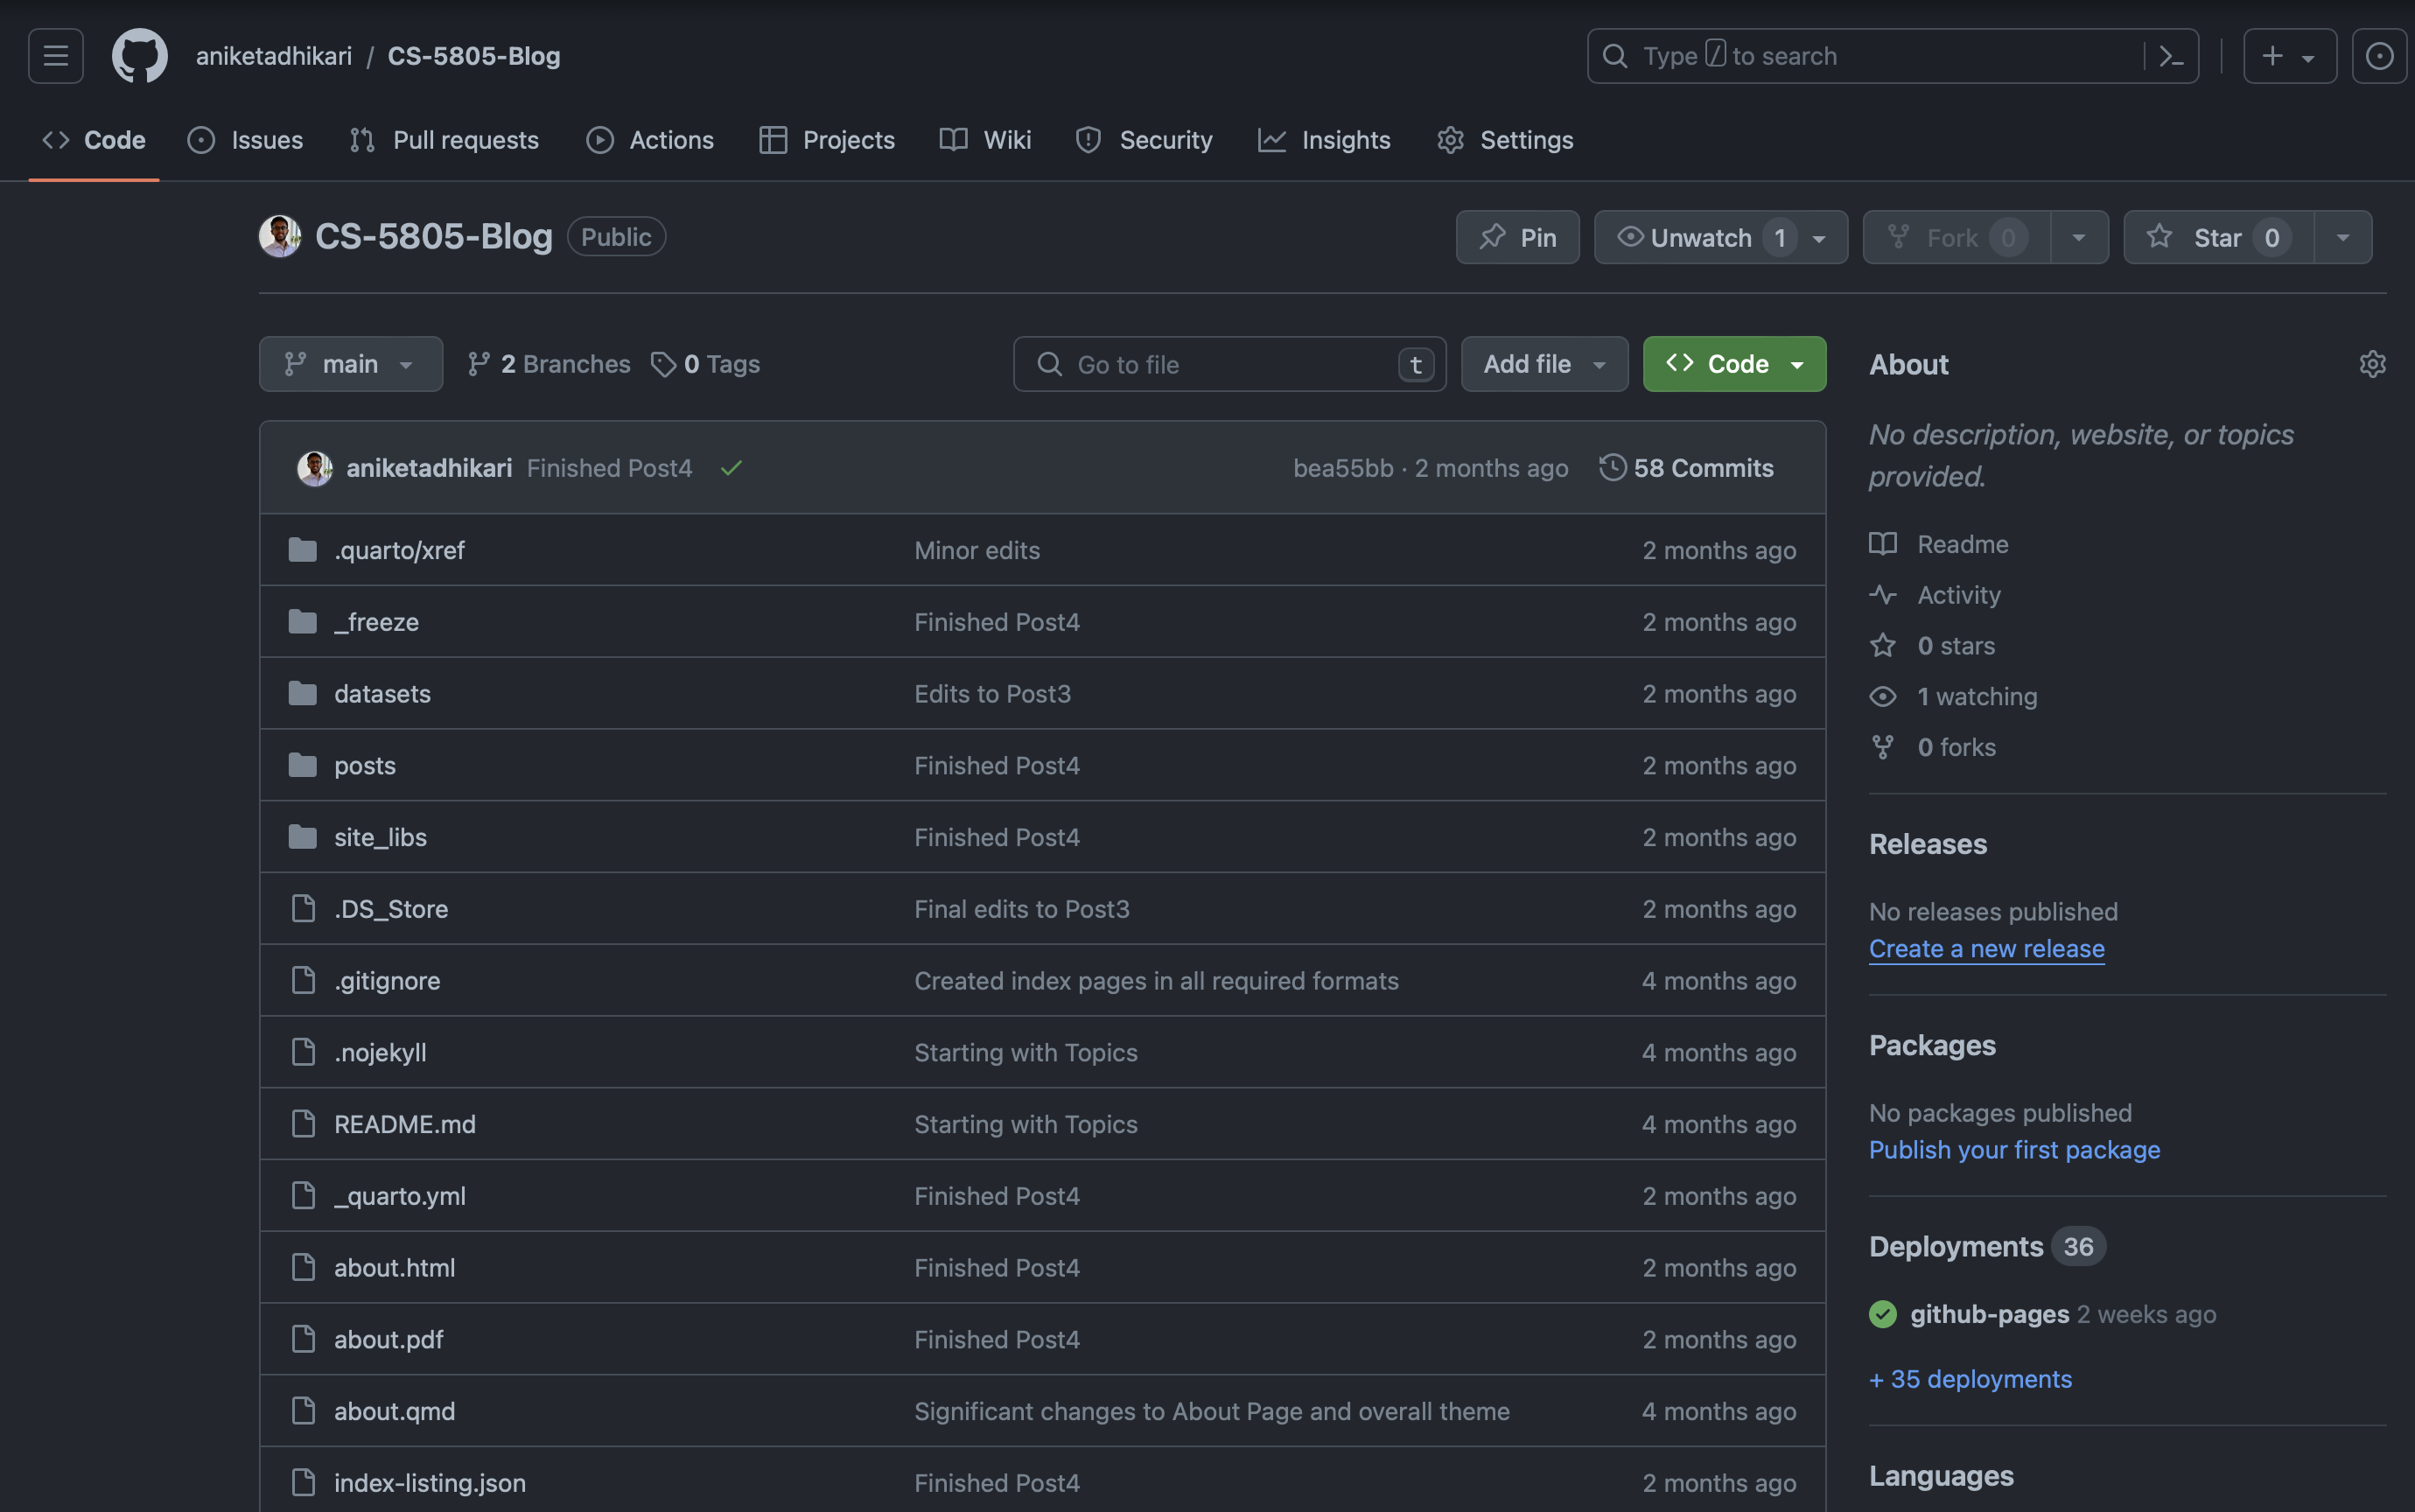 aniketadhikari / CS-5805-Blog
Type / to search
Code Issues Pull requests Actions Projects Wiki Security Insights Settings
CS-5805-Blog Public
Pin Unwatch 1 Fork 0 Star 0
main 2 Branches 0 Tags Go to file t Add file Code
aniketadhikari Finished Post4 bea55bb · 2 months ago 58 Commits
.quarto/xref Minor edits 2 months ago
_freeze Finished Post4 2 months ago
datasets Edits to Post3 2 months ago
posts Finished Post4 2 months ago
site_libs Finished Post4 2 months ago
.DS_Store Final edits to Post3 2 months ago
.gitignore Created index pages in all required formats 4 months ago
.nojekyll Starting with Topics 4 months ago
README.md Starting with Topics 4 months ago
_quarto.yml Finished Post4 2 months ago
about.html Finished Post4 2 months ago
about.pdf Finished Post4 2 months ago
about.qmd Significant changes to About Page and overall theme 4 months ago
index-listing.json Finished Post4 2 months ago
About
No description, website, or topics
provided.
Readme
Activity
0 stars
1 watching
0 forks
Releases
No releases published
Create a new release
Packages
No packages published
Publish your first package
Deployments 36
github-pages 2 weeks ago
+ 35 deployments
Languages